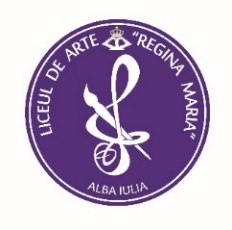 LICEUL DE ARTE "REGINA MARIA"
ALBA IULIA